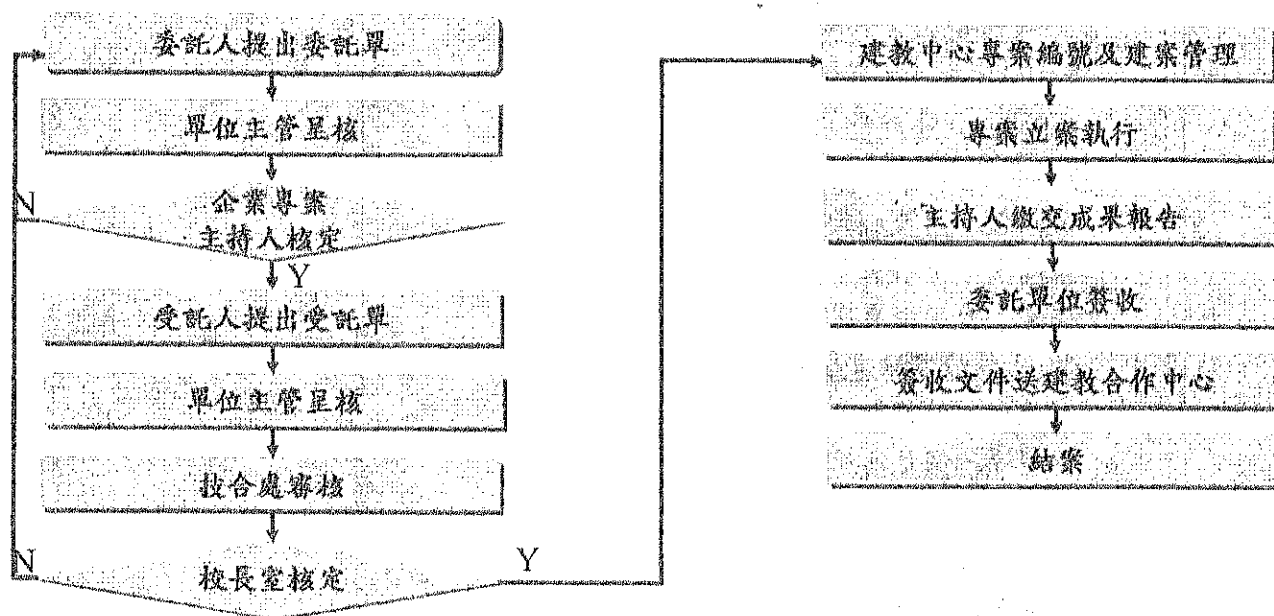 委託人提出委託單
單位主管呈核
企業專案
主持人核定
N
Y
受託人提出受託單
單位主管呈核
技合處審核
校長室核定
N
Y
建教中心專案編號及建案管理
專案立案執行
主持人繳交成果報告
委託單位簽收
簽收文件送建教合作中心
結案